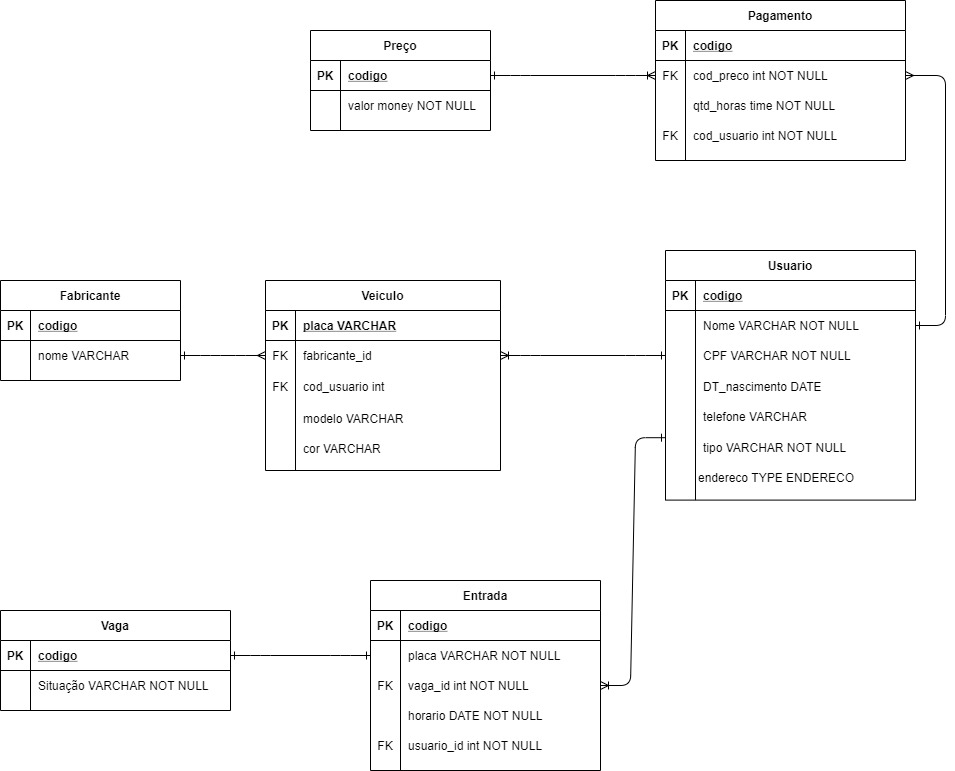 Pagamento
PK codigo
FK cod_preco int NOT NULL
qtd_horas time NOT NULL
FK cod_usuario int NOT NULL
Preço
PK codigo
valor money NOT NULL
Fabricante
PK codigo
nome VARCHAR
Veiculo
PK placa VARCHAR
FK fabricante_id
FK cod_usuario int
modelo VARCHAR
cor VARCHAR
Usuario
PK codigo
Nome VARCHAR NOT NULL
CPF VARCHAR NOT NULL
DT_nascimento DATE
telefone VARCHAR
tipo VARCHAR NOT NULL
endereco TYPE ENDERECO
Vaga
PK codigo
Situação VARCHAR NOT NULL
Entrada
PK codigo
placa VARCHAR NOT NULL
FK vaga_id int NOT NULL
horario DATE NOT NULL
FK usuario_id int NOT NULL